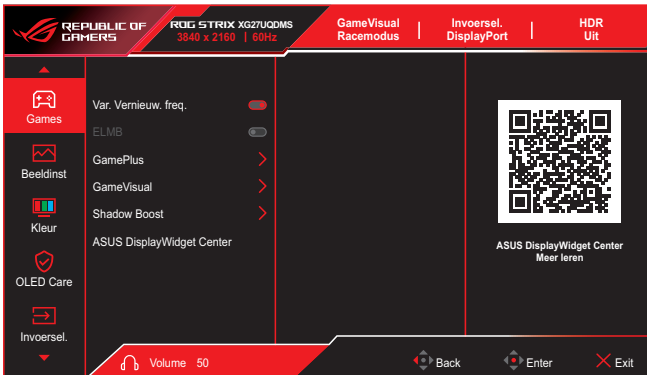 REPUBLIC OF
GAMERS
ROG STRIX XG27UQDMS
3840 x 2160 | 60Hz
GameVisual
Racemodus
Invoersel.
DisplayPort
HDR
Uit
Games
Beeldinst
Kleur
OLED Care
Invoersel.
Var. Vernieuw. freq.
ELMB
GamePlus
GameVisual
Shadow Boost
ASUS DisplayWidget Center
ASUS DisplayWidget Center
Meer leren
Volume 50
Back
Enter
Exit